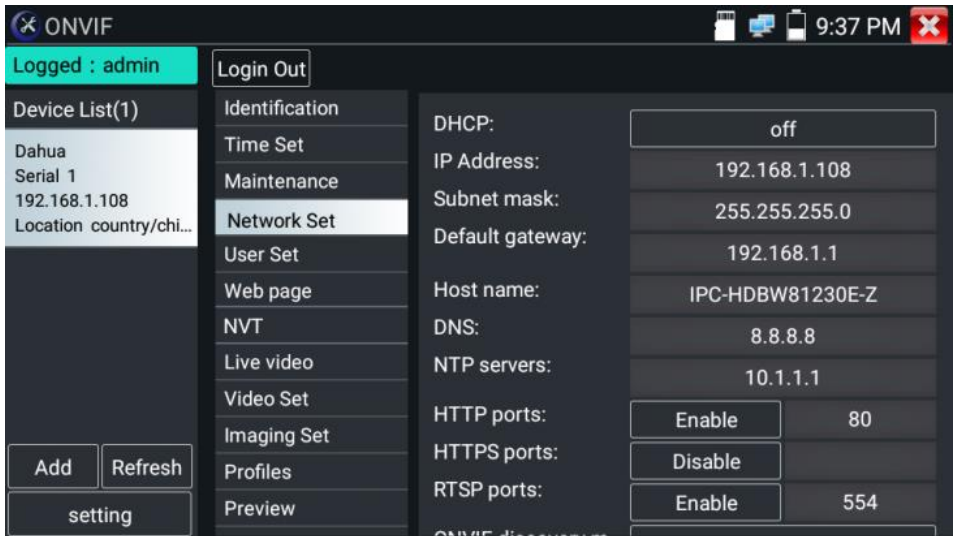 ONVIF
9:37 PM
Logged : admin
Login Out
Device List(1)
Dahua
Serial 1
192.168.1.108
Location country/chi...
Add
Refresh
setting
Identification
Time Set
Maintenance
Network Set
User Set
Web page
NVT
Live video
Video Set
Imaging Set
Profiles
Preview
DHCP: off
IP Address: 192.168.1.108
Subnet mask: 255.255.255.0
Default gateway: 192.168.1.1
Host name: IPC-HDBW81230E-Z
DNS: 8.8.8.8
NTP servers: 10.1.1.1
HTTP ports: Enable 80
HTTPS ports: Disable
RTSP ports: Enable 554